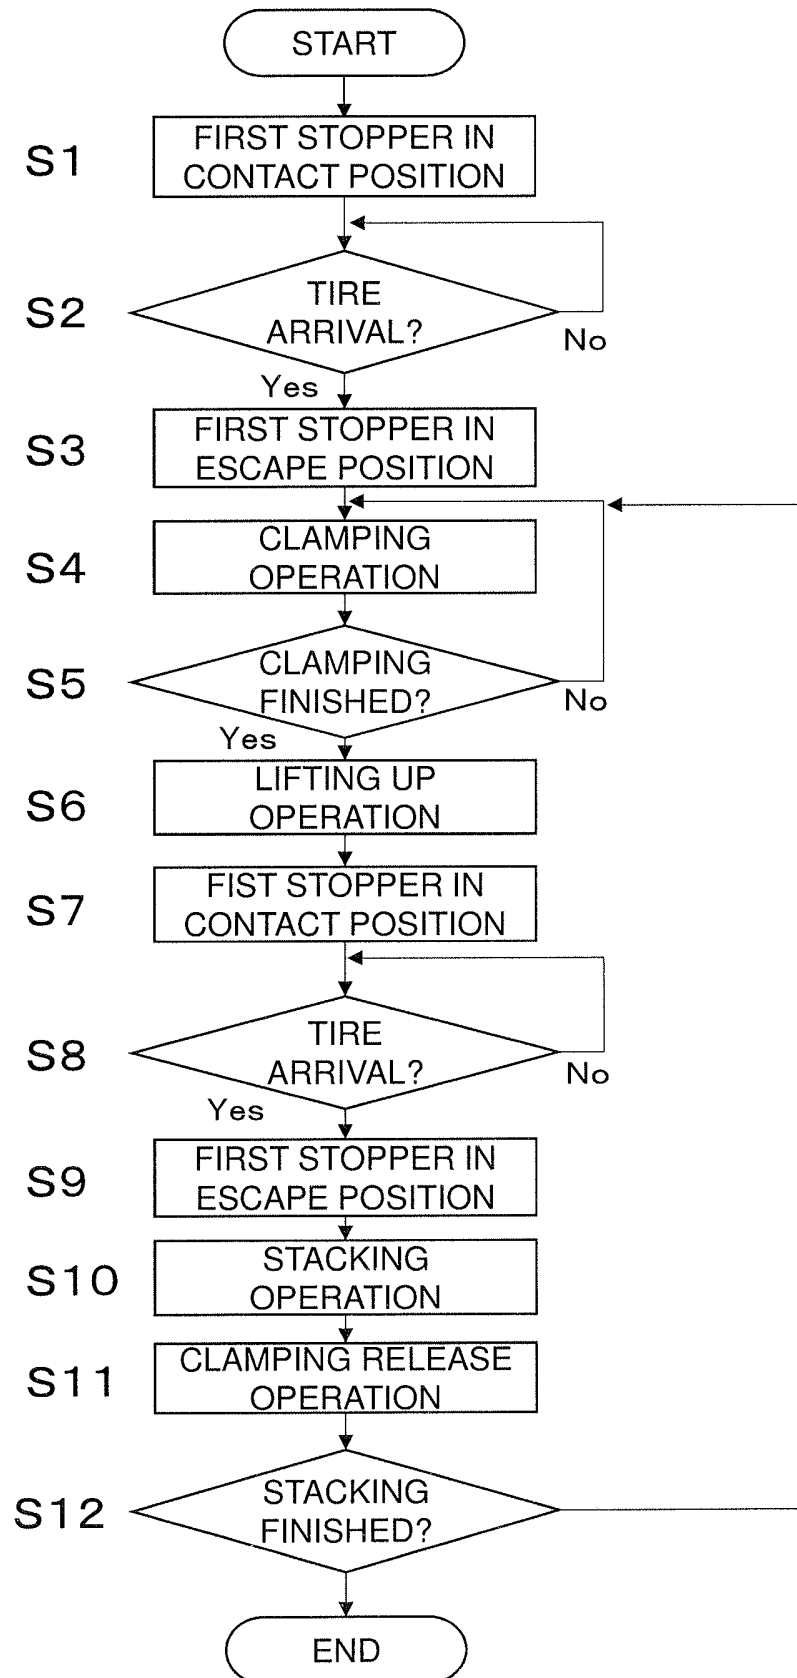 START
S1
FIRST STOPPER IN
CONTACT POSITION
S2
TIRE
ARRIVAL?
No
Yes
S3
FIRST STOPPER IN
ESCAPE POSITION
S4
CLAMPING
OPERATION
S5
CLAMPING
FINISHED?
No
Yes
S6
LIFTING UP
OPERATION
S7
FIST STOPPER IN
CONTACT POSITION
S8
TIRE
ARRIVAL?
No
Yes
S9
FIRST STOPPER IN
ESCAPE POSITION
S10
STACKING
OPERATION
S11
CLAMPING RELEASE
OPERATION
S12
STACKING
FINISHED?
END